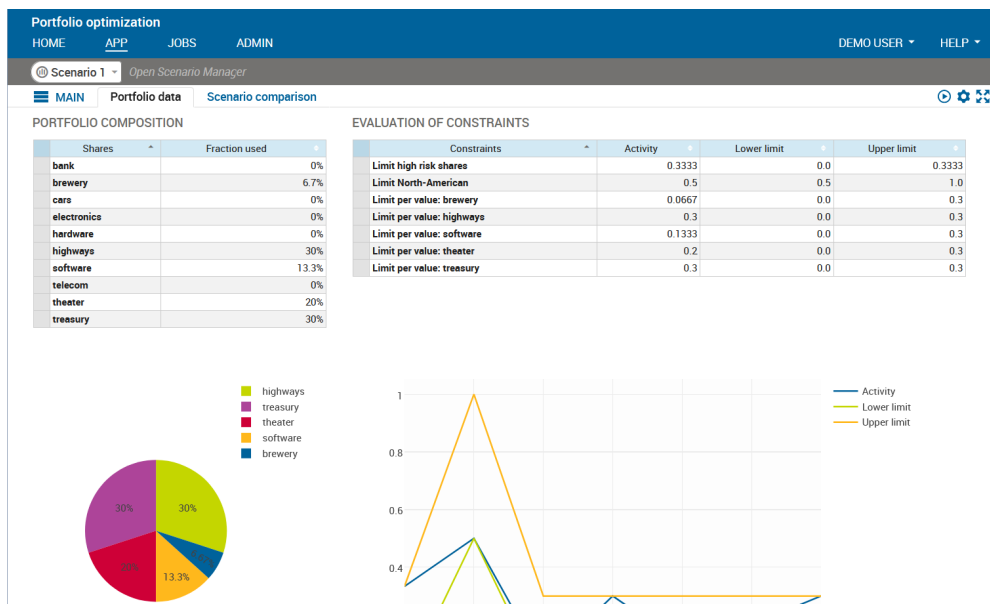 Portfolio optimization
HOME APP JOBS ADMIN DEMO USER HELP
Scenario 1 Open Scenario Manager
MAIN Portfolio data Scenario comparison
PORTFOLIO COMPOSITION
Shares Fraction used
bank 0%
brewery 6.7%
cars 0%
electronics 0%
hardware 0%
highways 30%
software 13.3%
telecom 0%
theater 20%
treasury 30%
EVALUATION OF CONSTRAINTS
Constraints Activity Lower limit Upper limit
Limit high risk shares 0.3333 0.0 0.3333
Limit North-American 0.5 0.5 1.0
Limit per value: brewery 0.0667 0.0 0.3
Limit per value: highways 0.3 0.0 0.3
Limit per value: software 0.1333 0.0 0.3
Limit per value: theater 0.2 0.0 0.3
Limit per value: treasury 0.3 0.0 0.3
highways
treasury
theater
software
brewery
30%
30%
13.3%
1
0.8
0.6
0.4
Activity
Lower limit
Upper limit